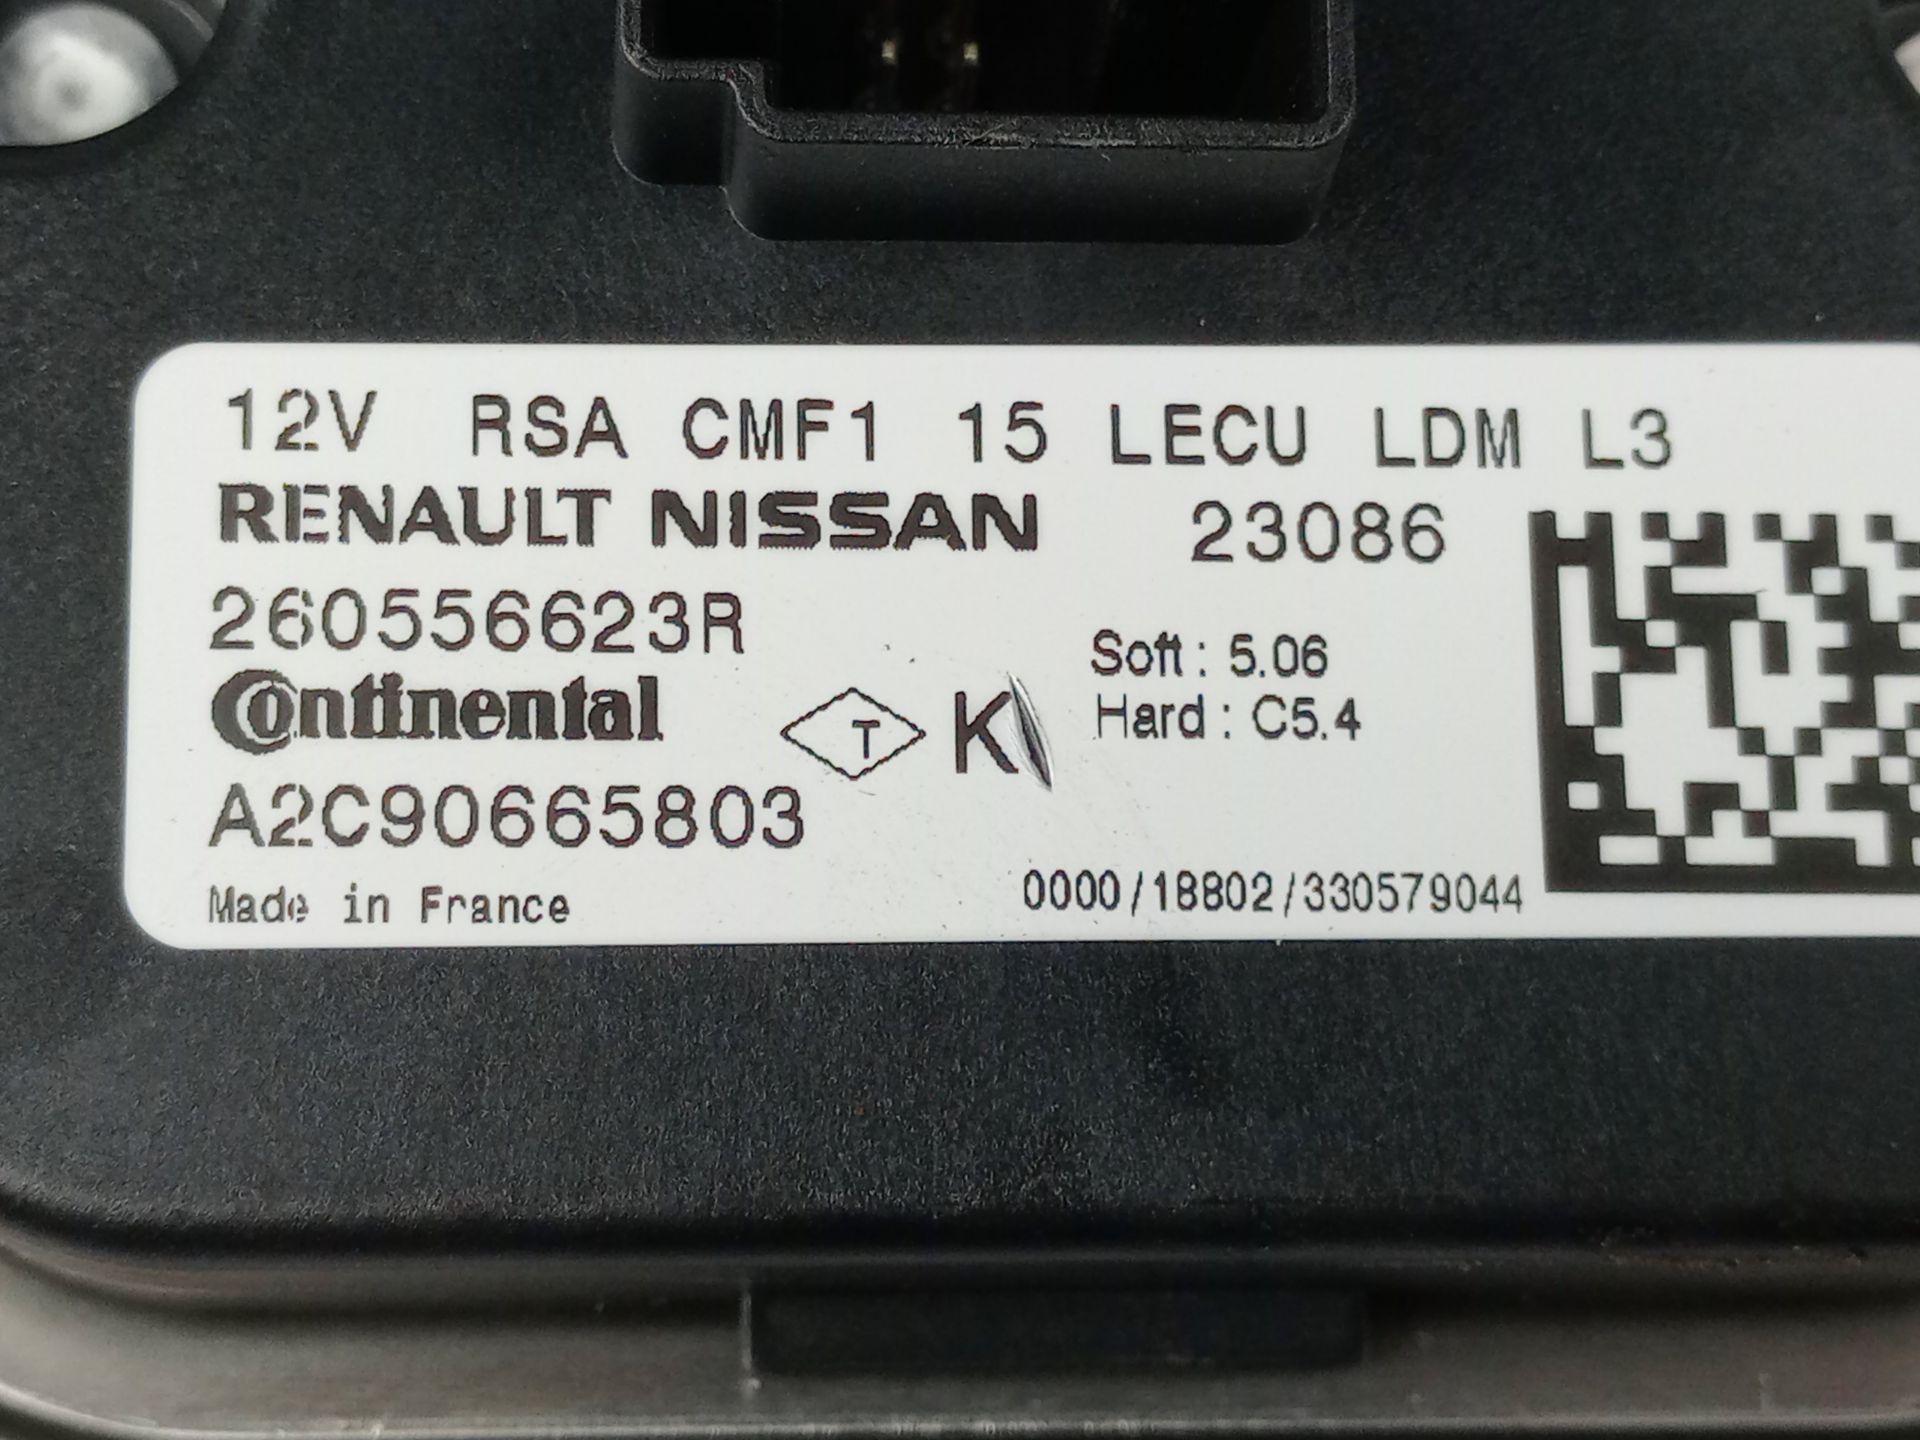 12V RSA CMF1 15 LECU LDM L3
RENAULT NISSAN 23086
260556623R
Soft : 5.06
Continental T K Hard : C5.4
A2C90665803
Made in France 0000/18802/330579044